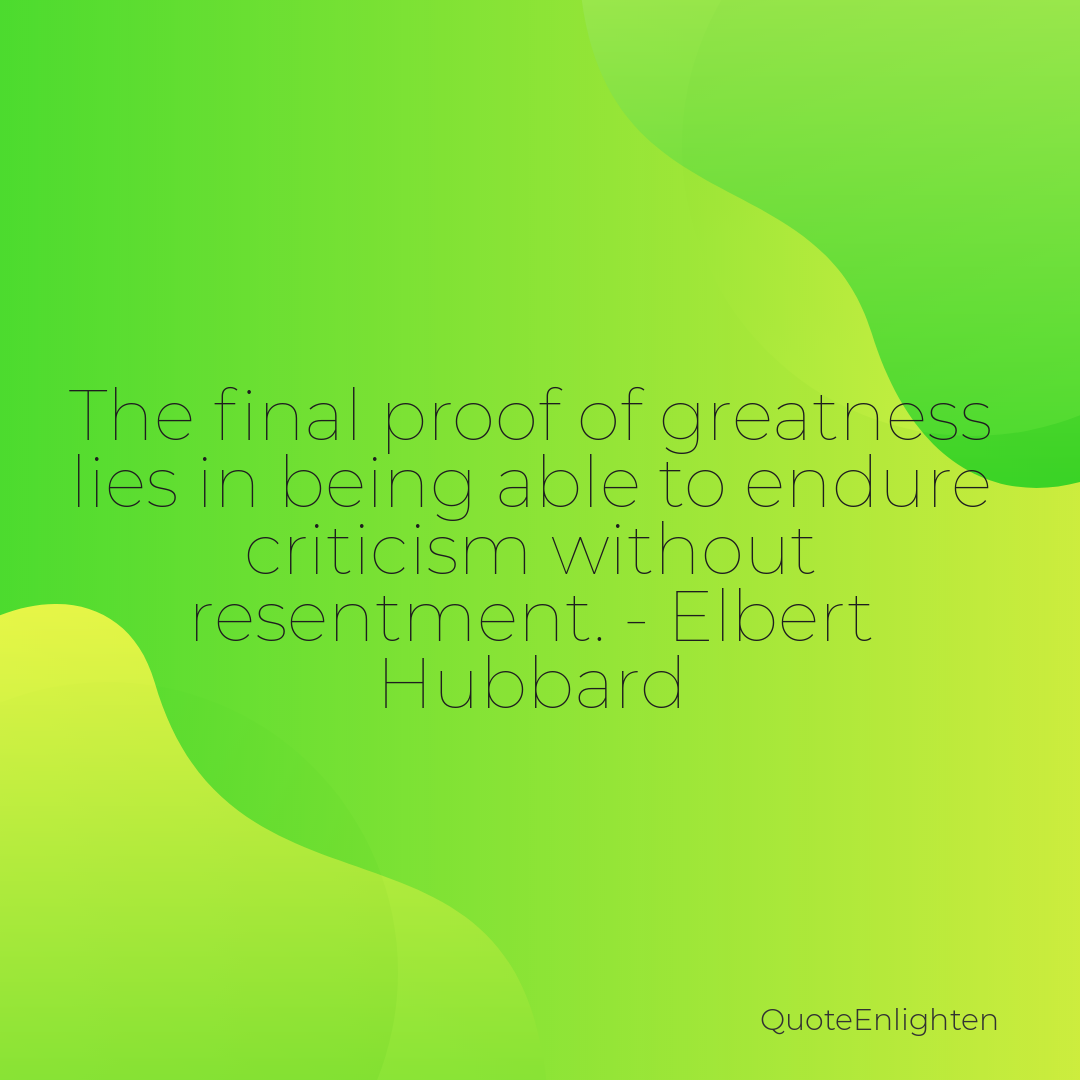 The final proof of greatness
lies in being able to endure
criticism without
resentment. - Elbert
Hubbard
QuoteEnlighten